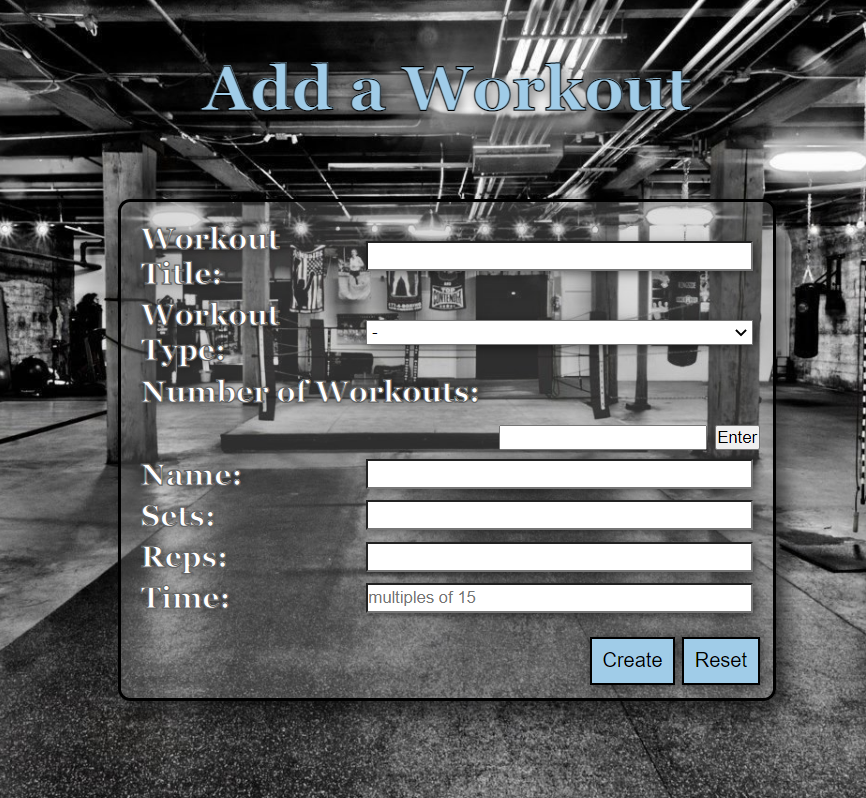 Add a Workout
Workout
Title:
Workout
Type:
-
Number of Workouts:
Enter
Name:
Sets:
Reps:
Time:
multiples of 15
Create
Reset